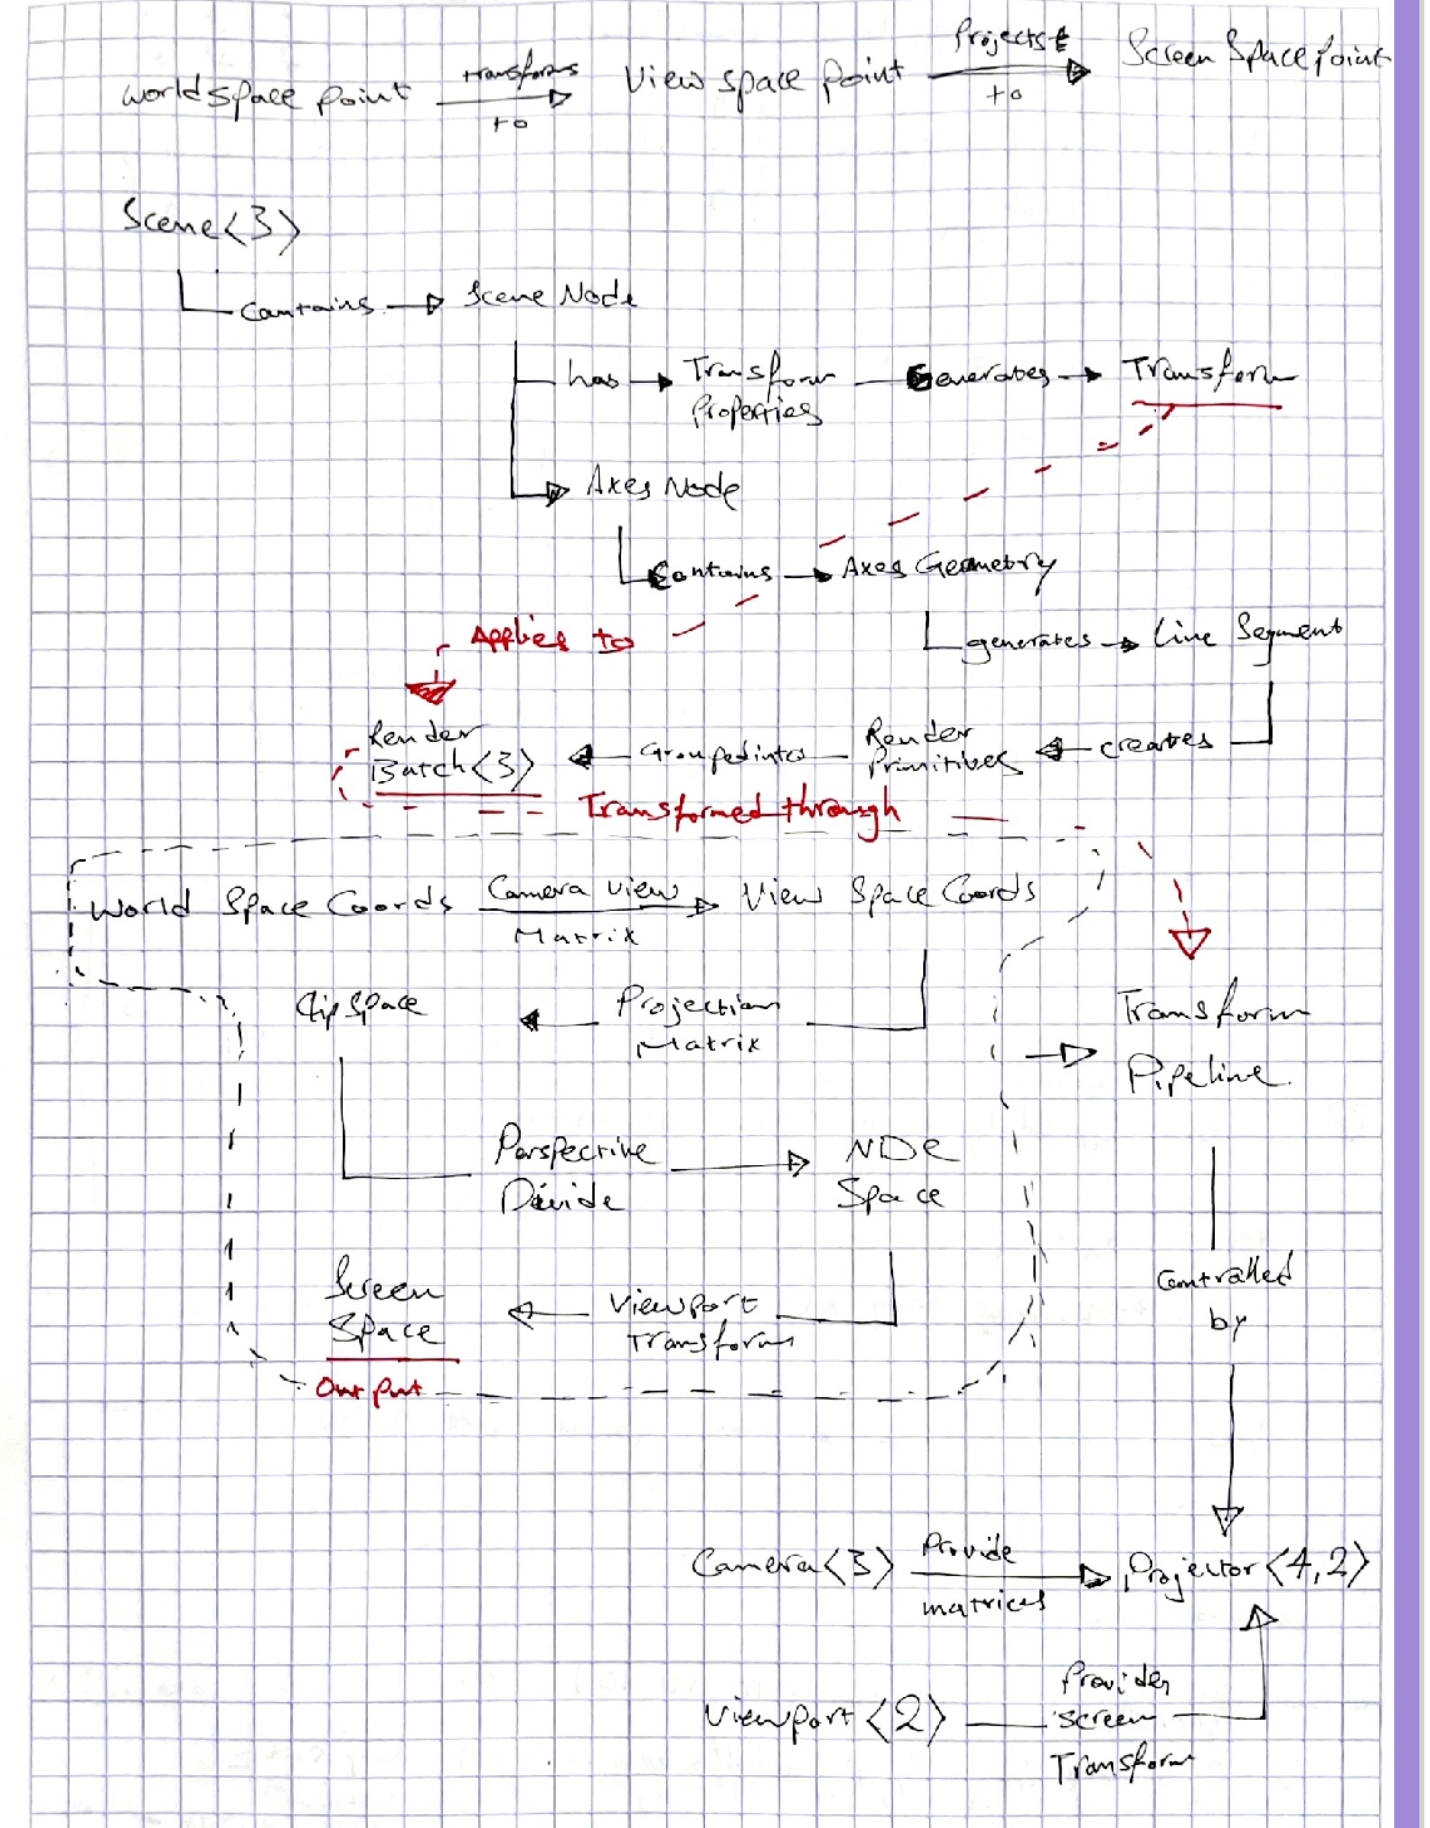 World space point transforms to View space point Projects to Screen Space point
Scene<3>
Contains Scene Node
has Transform Properties Generates Transform
Axes Node
Contains Axes Geometry
Applies to
generates Line Segment
Render Batch<3> Grouped into Render Primitives creates
Transformed through
World Space Coords Camera view Matrix View Space Coords
Clip Space Projection Matrix
Transform Pipeline
Perspective Divide NDC Space
Screen Space Viewport Transform
Output
Controlled by
Camera<3> Provide matrices Projector<4,2>
Viewport<2> Provides screen Transform